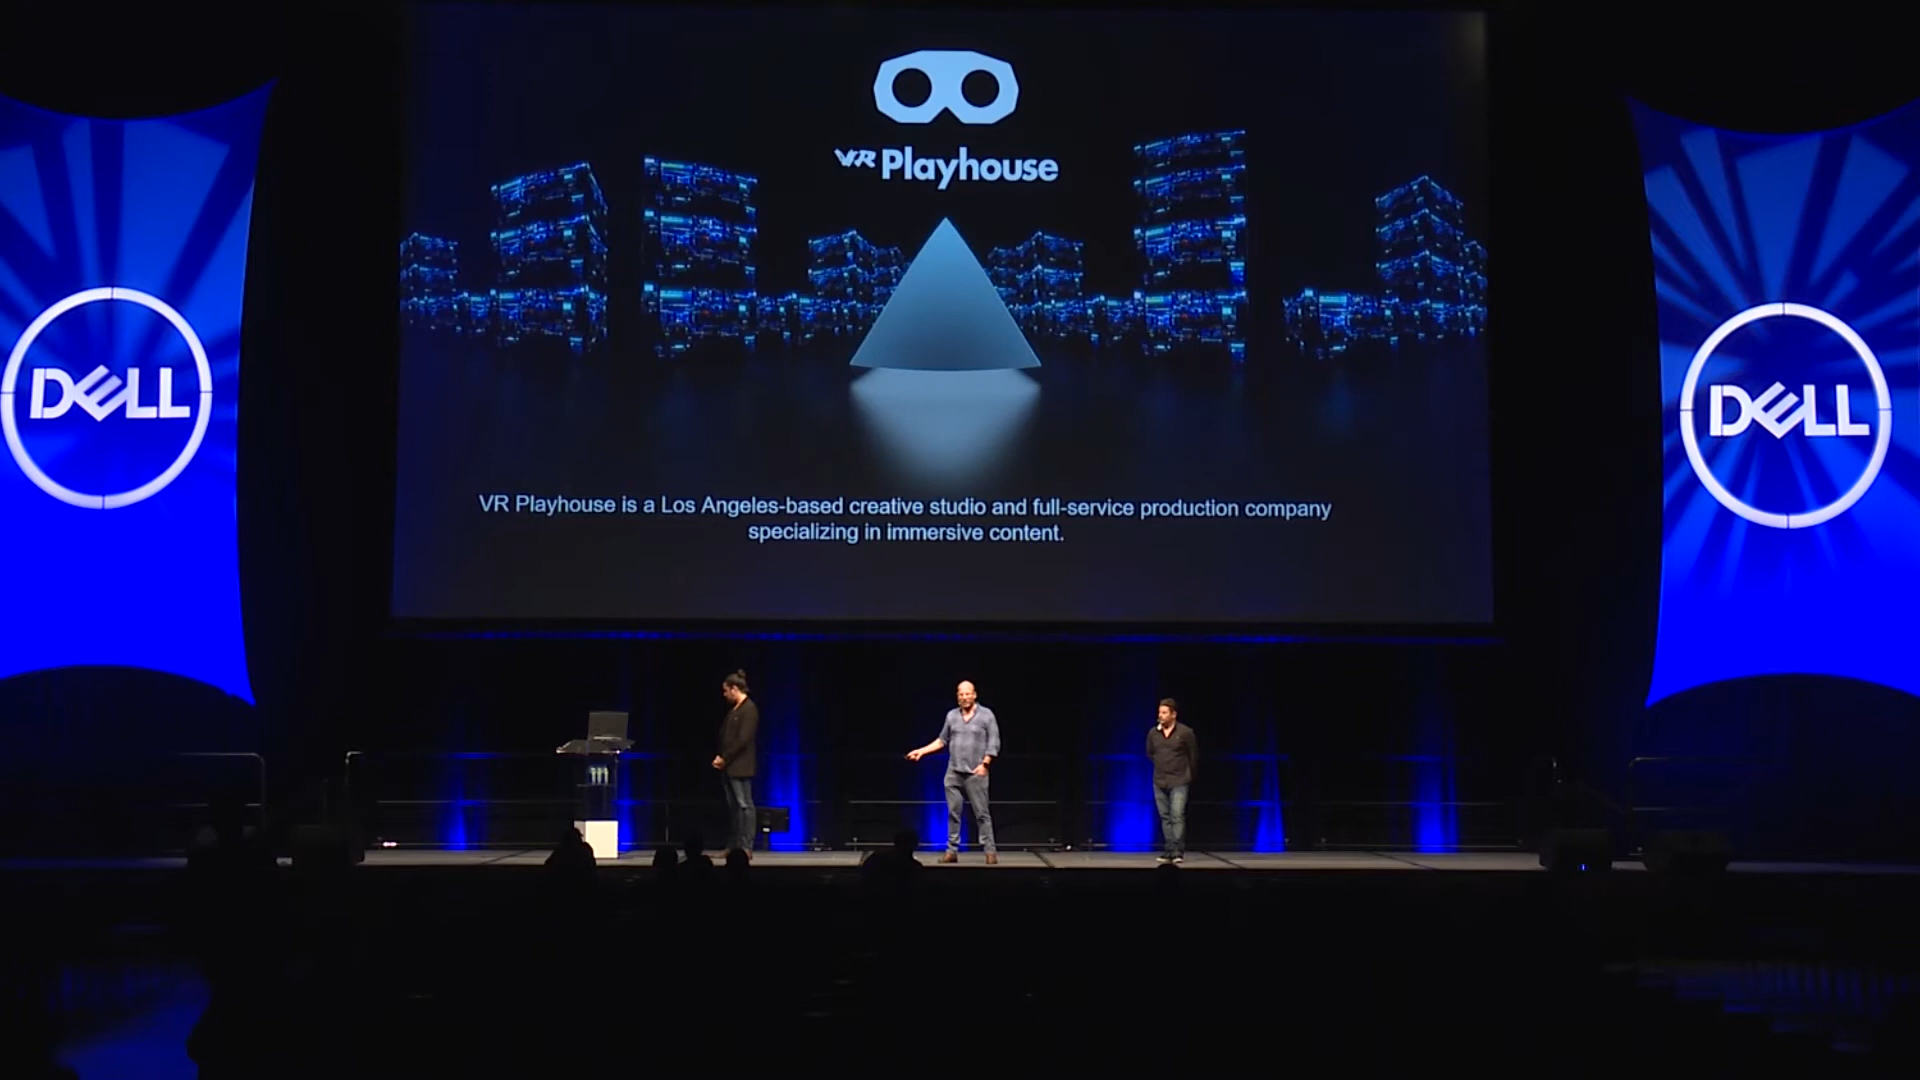 VR Playhouse
DELL
DELL
VR Playhouse is a Los Angeles-based creative studio and full-service production company
specializing in immersive content.